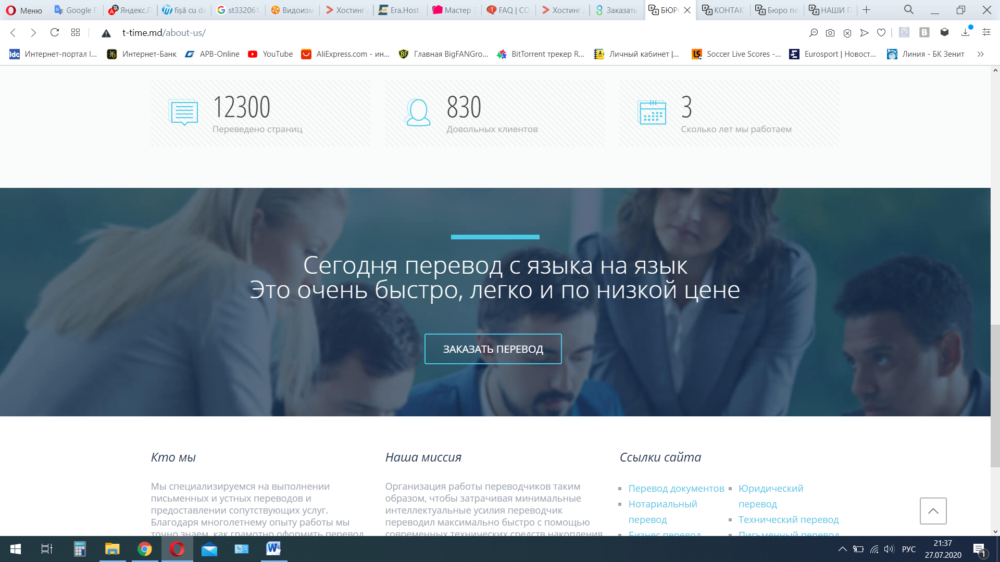 Меню
Google П
Яндекс.П
fișă cu da
st332061
Видоизм
Хостинг
Era.Host
Мастер З
FAQ | CO
Хостинг
Заказать
БЮР
КОНТАК
Бюро пе
НАШИ П
t-time.md/about-us/
Интернет-портал I...
Интернет-Банк
APB-Online
YouTube
AliExpress.com - ин...
Главная BigFANGro...
BitTorrent трекер R...
Личный кабинет |...
Soccer Live Scores -...
Eurosport | Новост...
Линия - БК Зенит
12300
Переведено страниц
830
Довольных клиентов
3
Сколько лет мы работаем
Сегодня перевод с языка на язык
Это очень быстро, легко и по низкой цене
ЗАКАЗАТЬ ПЕРЕВОД
Кто мы
Мы специализируемся на выполнении
письменных и устных переводов и
предоставлении сопутствующих услуг.
Благодаря многолетнему опыту работы мы
точно знаем, как грамотно оформить перевод
Наша миссия
Организация работы переводчиков таким
образом, чтобы затрачивая минимальные
интеллектуальные усилия переводчик
переводил максимально быстро с помощью
современных технических средств накопления
Ссылки сайта
Перевод документов
Нотариальный
перевод
Бизнес перевод
Юридический
перевод
Технический перевод
Письменный перевод
РУС
21:37
27.07.2020
1